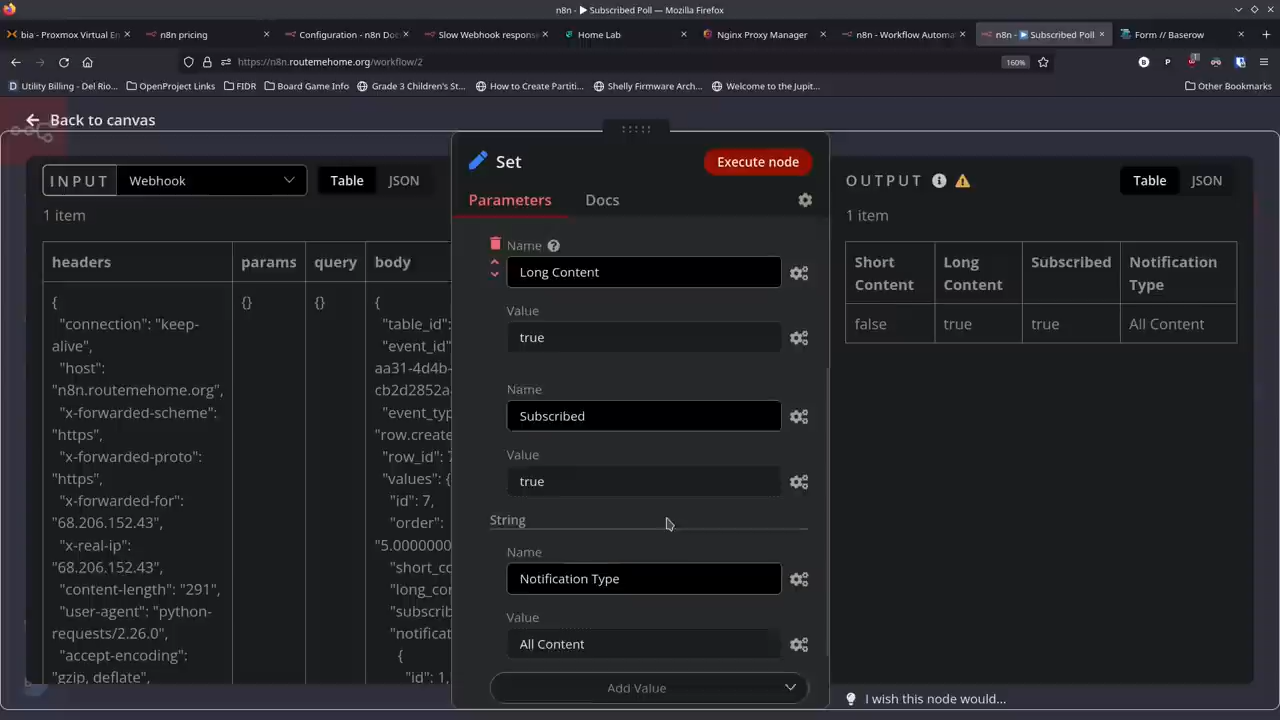 n8n - ▶ Subscribed Poll — Mozilla Firefox
bia - Proxmox Virtual En
n8n pricing
Configuration - n8n Doc
Slow Webhook respons
Home Lab
Nginx Proxy Manager
n8n - Workflow Automa
n8n - ▶ Subscribed Poll
Form // Baserow
https://n8n.routemehome.org/workflow/2
160%
Utility Billing - Del Rio...
OpenProject Links
FIDR
Board Game Info
Grade 3 Children's St...
How to Create Partiti...
Shelly Firmware Arch...
Welcome to the Jupit...
Other Bookmarks
Back to canvas
INPUT
Webhook
Table
JSON
1 item
headers
params
query
body
{
"connection": "keep-
alive",
"host":
"n8n.routemehome.org",
"x-forwarded-scheme":
"https",
"x-forwarded-proto":
"https",
"x-forwarded-for":
"68.206.152.43",
"x-real-ip":
"68.206.152.43",
"content-length": "291",
"user-agent": "python-
requests/2.26.0",
"accept-encoding":
"gzip, deflate",
{}
{}
{
"table_id":
"event_id"
aa31-4d4b-
cb2d2852a
"event_typ
"row.create
"row_id": 7
"values": {
"id": 7,
"order":
"5.0000000
"short_co
"long_con
"subscrib
"notificat
{
"id": 1,
Set
Execute node
Parameters
Docs
Name
Long Content
Value
true
Name
Subscribed
Value
true
String
Name
Notification Type
Value
All Content
Add Value
OUTPUT
Table
JSON
1 item
Short Content
Long Content
Subscribed
Notification Type
false
true
true
All Content
I wish this node would...